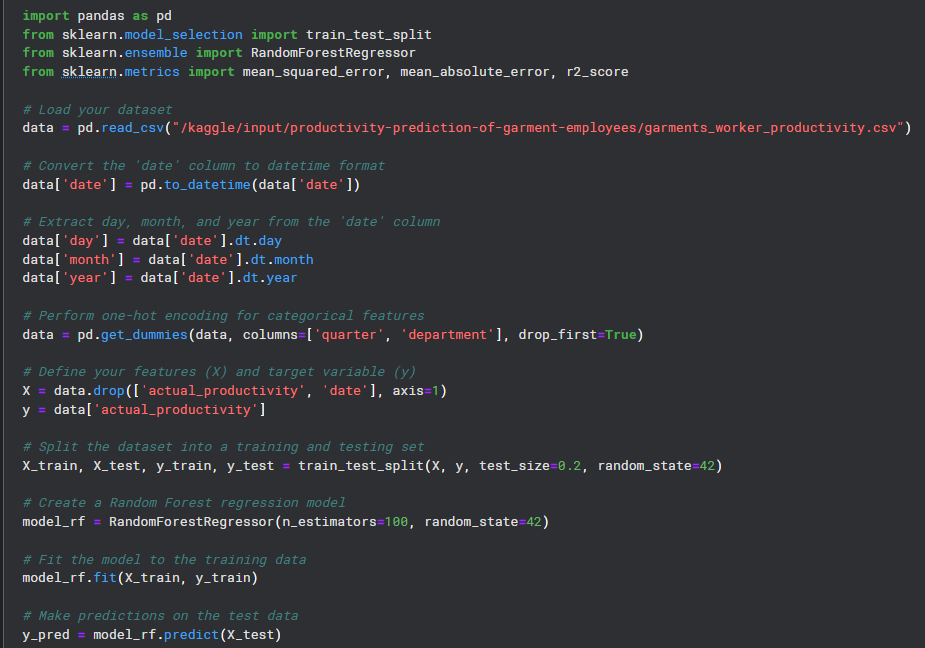 import pandas as pd
from sklearn.model_selection import train_test_split
from sklearn.ensemble import RandomForestRegressor
from sklearn.metrics import mean_squared_error, mean_absolute_error, r2_score
# Load your dataset
data = pd.read_csv("/kaggle/input/productivity-prediction-of-garment-employees/garments_worker_productivity.csv")
# Convert the 'date' column to datetime format
data['date'] = pd.to_datetime(data['date'])
# Extract day, month, and year from the 'date' column
data['day'] = data['date'].dt.day
data['month'] = data['date'].dt.month
data['year'] = data['date'].dt.year
# Perform one-hot encoding for categorical features
data = pd.get_dummies(data, columns=['quarter', 'department'], drop_first=True)
# Define your features (X) and target variable (y)
X = data.drop(['actual_productivity', 'date'], axis=1)
y = data['actual_productivity']
# Split the dataset into a training and testing set
X_train, X_test, y_train, y_test = train_test_split(X, y, test_size=0.2, random_state=42)
# Create a Random Forest regression model
model_rf = RandomForestRegressor(n_estimators=100, random_state=42)
# Fit the model to the training data
model_rf.fit(X_train, y_train)
# Make predictions on the test data
y_pred = model_rf.predict(X_test)